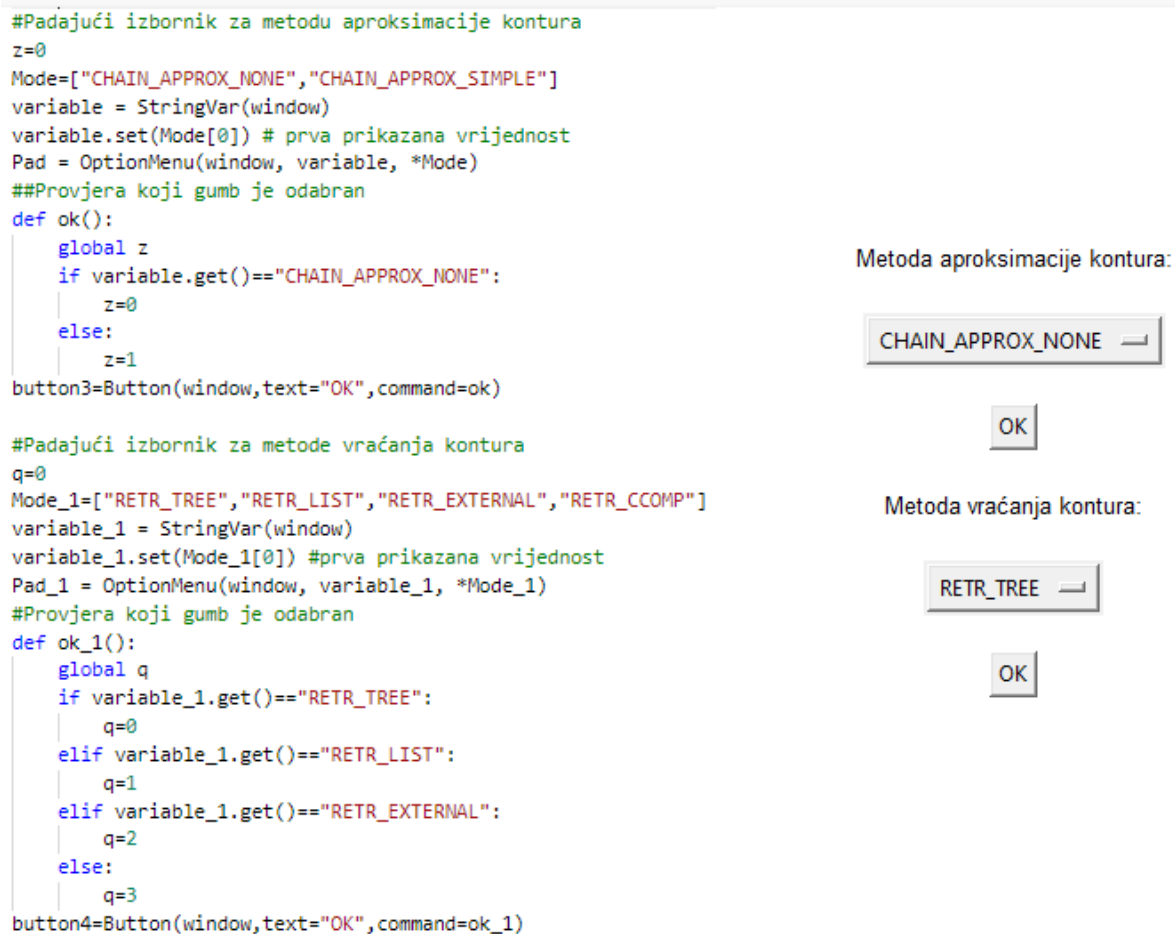 #Padajući izbornik za metodu aproksimacije kontura
z=0
Mode=["CHAIN_APPROX_NONE","CHAIN_APPROX_SIMPLE"]
variable = StringVar(window)
variable.set(Mode[0]) # prva prikazana vrijednost
Pad = OptionMenu(window, variable, *Mode)
##Provjera koji gumb je odabran
def ok():
    global z
    if variable.get()=="CHAIN_APPROX_NONE":
        z=0
    else:
        z=1
button3=Button(window,text="OK",command=ok)

#Padajući izbornik za metode vraćanja kontura
q=0
Mode_1=["RETR_TREE","RETR_LIST","RETR_EXTERNAL","RETR_CCOMP"]
variable_1 = StringVar(window)
variable_1.set(Mode_1[0]) #prva prikazana vrijednost
Pad_1 = OptionMenu(window, variable_1, *Mode_1)
#Provjera koji gumb je odabran
def ok_1():
    global q
    if variable_1.get()=="RETR_TREE":
        q=0
    elif variable_1.get()=="RETR_LIST":
        q=1
    elif variable_1.get()=="RETR_EXTERNAL":
        q=2
    else:
        q=3
button4=Button(window,text="OK",command=ok_1)
Metoda aproksimacije kontura:
CHAIN_APPROX_NONE
OK
Metoda vraćanja kontura:
RETR_TREE
OK